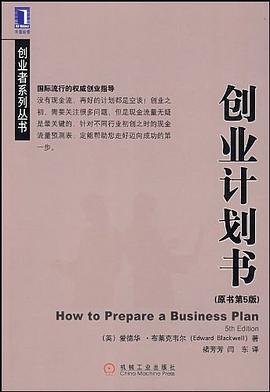 华章经管
创业者系列丛书
国际流行的权威创业指导
没有现金流，再好的计划都是空谈！创业之
初，需要关注很多问题，但是现金流量无疑
是最关键的，针对不同行业初创之时的现金
流量预测表，定能帮助您走好迈向成功的第
一步。
创业计划书
(原书第5版)
How to Prepare a Business Plan
5th Edition
（英）爱德华·布莱克韦尔 (Edward Blackwell) 著
褚芳芳 闫东 译
机械工业出版社
China Machine Press